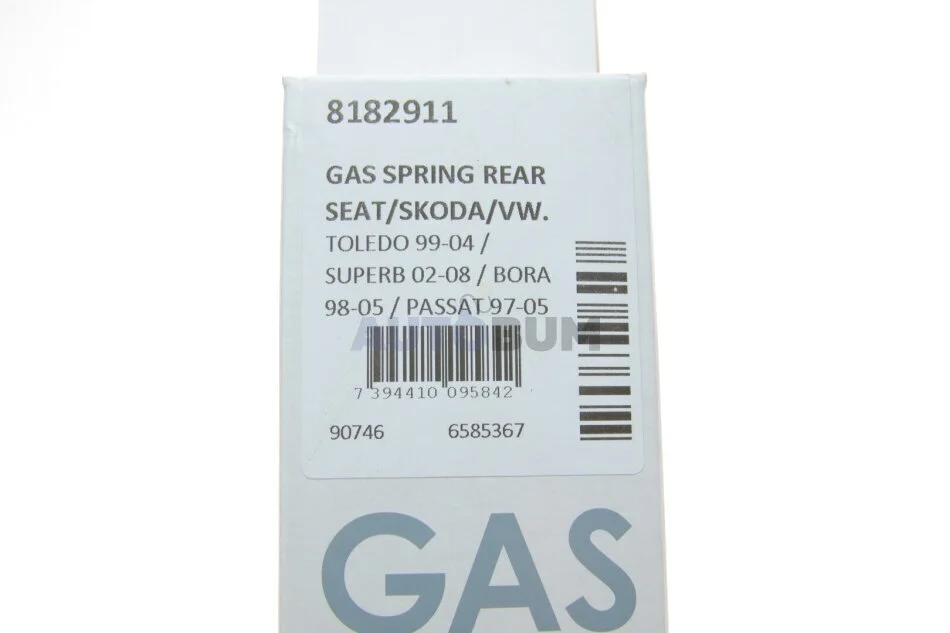 8182911
GAS SPRING REAR
SEAT/SKODA/VW.
TOLEDO 99-04 /
SUPERB 02-08 / BORA
98-05 / PASSAT 97-05
AUTOBUM
7 394410 095842
90746 6585367
GAS